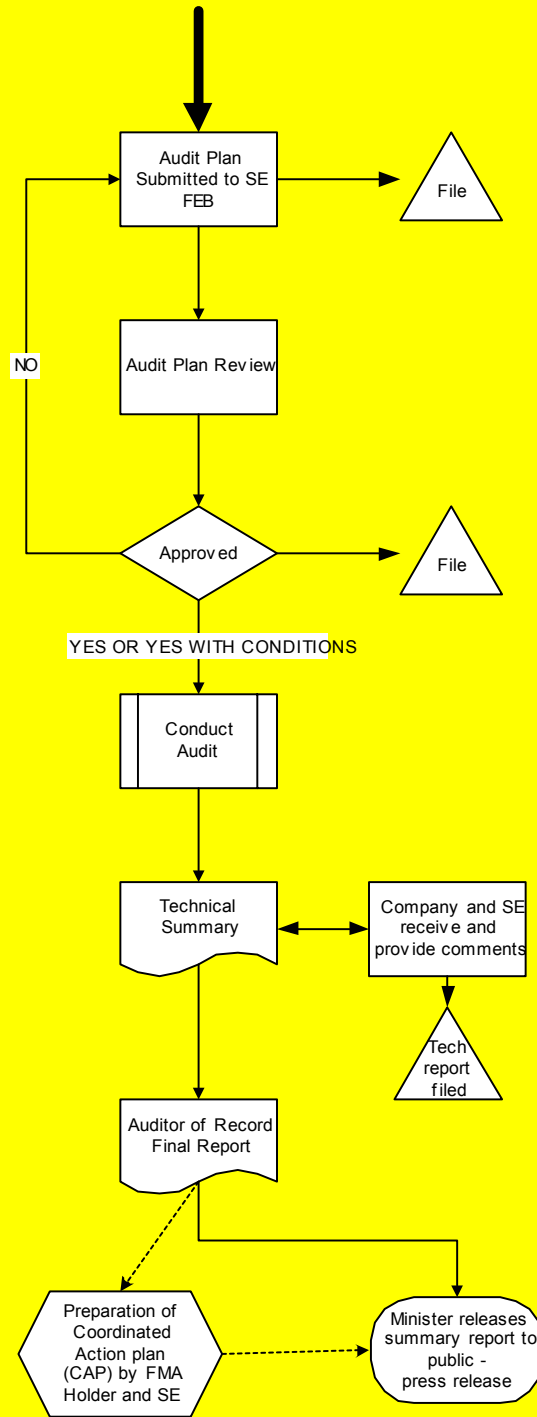 Audit Plan
Submitted to SE
FEB
File
NO
Audit Plan Review
Approved
File
YES OR YES WITH CONDITIONS
Conduct
Audit
Technical
Summary
Company and SE
receive and
provide comments
Tech
report
filed
Auditor of Record
Final Report
Preparation of
Coordinated
Action plan
(CAP) by FMA
Holder and SE
Minister releases
summary report to
public -
press release